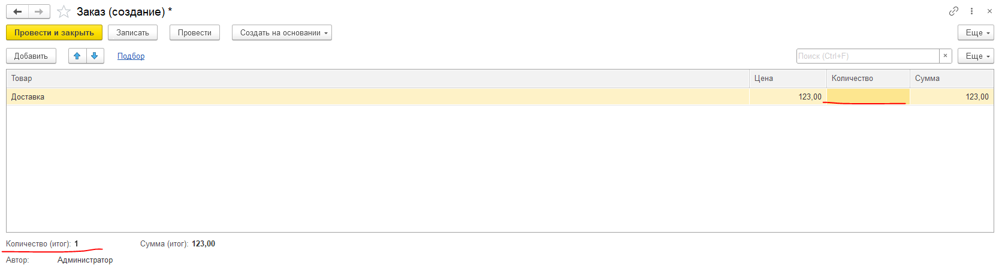 Заказ (создание) *
Провести и закрыть Записать Провести Создать на основании Еще
Добавить Подбор Поиск (Ctrl+F) × Еще
Товар Цена Количество Сумма
Доставка 123,00 123,00
Количество (итог): 1 Сумма (итог): 123,00
Автор: Администратор